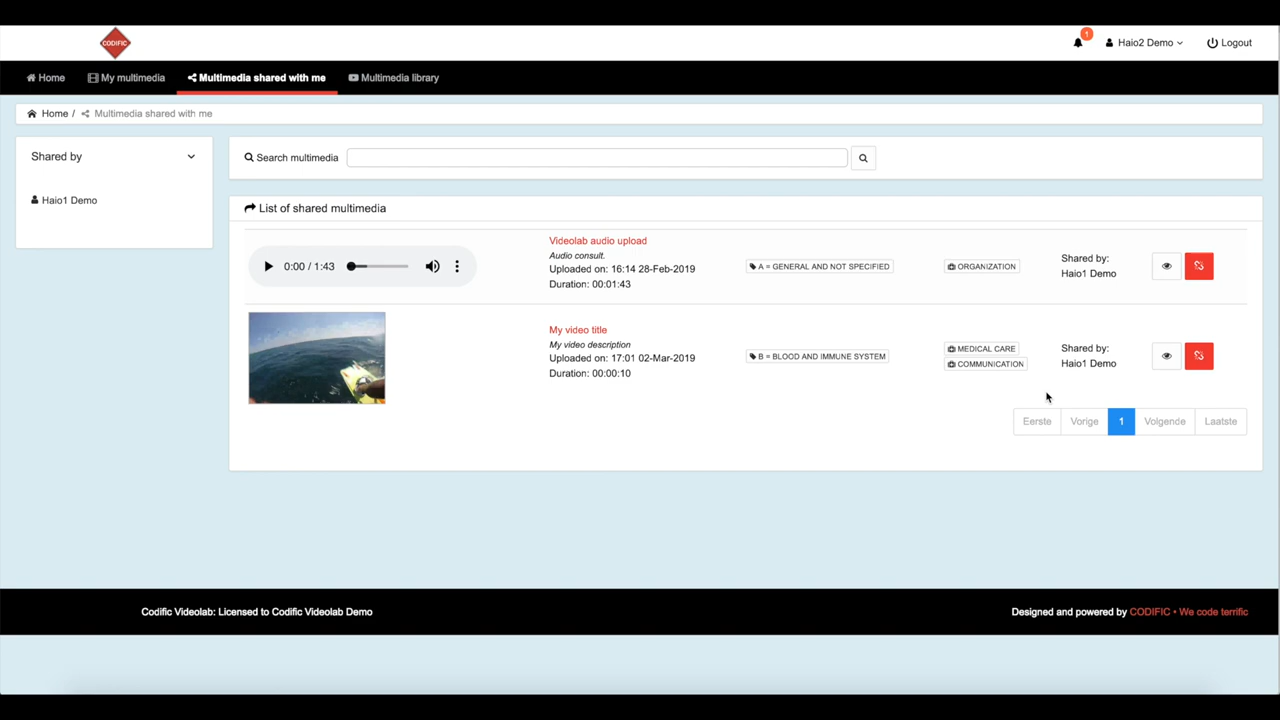 CODIFIC
1
Haio2 Demo
Logout
Home
My multimedia
Multimedia shared with me
Multimedia library
Home / Multimedia shared with me
Shared by
Haio1 Demo
Search multimedia
List of shared multimedia
0:00 / 1:43
Videolab audio upload
Audio consult.
Uploaded on: 16:14 28-Feb-2019
Duration: 00:01:43
A = GENERAL AND NOT SPECIFIED
ORGANIZATION
Shared by:
Haio1 Demo
My video title
My video description
Uploaded on: 17:01 02-Mar-2019
Duration: 00:00:10
B = BLOOD AND IMMUNE SYSTEM
MEDICAL CARE
COMMUNICATION
Shared by:
Haio1 Demo
Eerste Vorige 1 Volgende Laatste
Codific Videolab: Licensed to Codific Videolab Demo
Designed and powered by CODIFIC • We code terrific